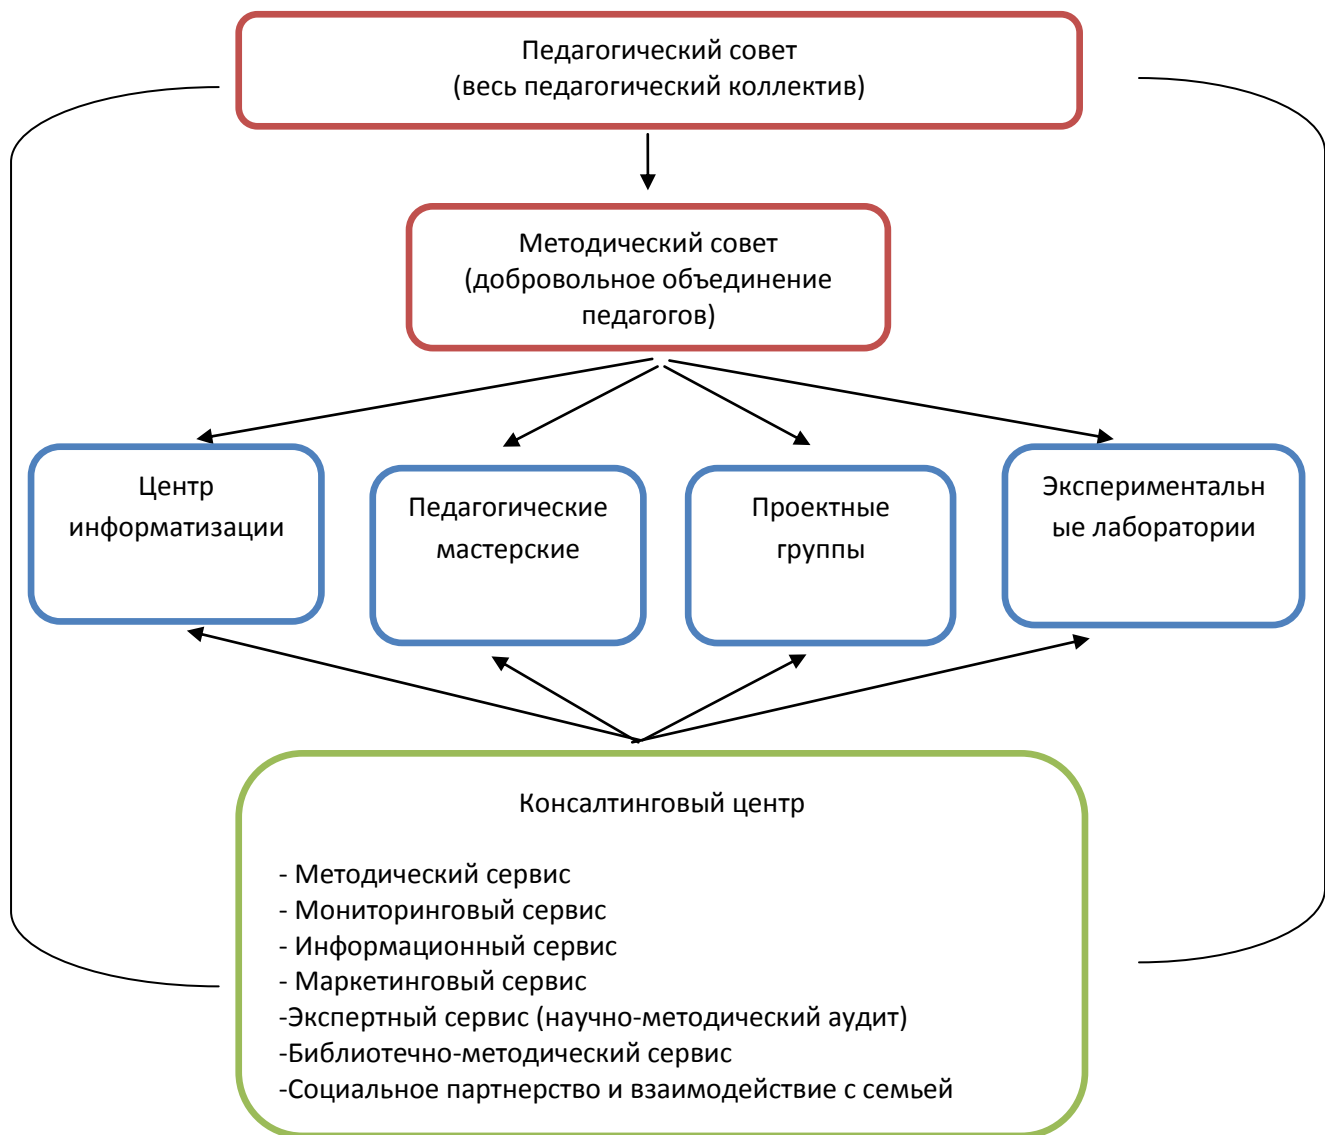 Педагогический совет
(весь педагогический коллектив)
Методический совет
(добровольное объединение
педагогов)
Центр
информатизации
Педагогические
мастерские
Проектные
группы
Экспериментальн
ые лаборатории
Консалтинговый центр
- Методический сервис
- Мониторинговый сервис
- Информационный сервис
- Маркетинговый сервис
-Экспертный сервис (научно-методический аудит)
-Библиотечно-методический сервис
-Социальное партнерство и взаимодействие с семьей